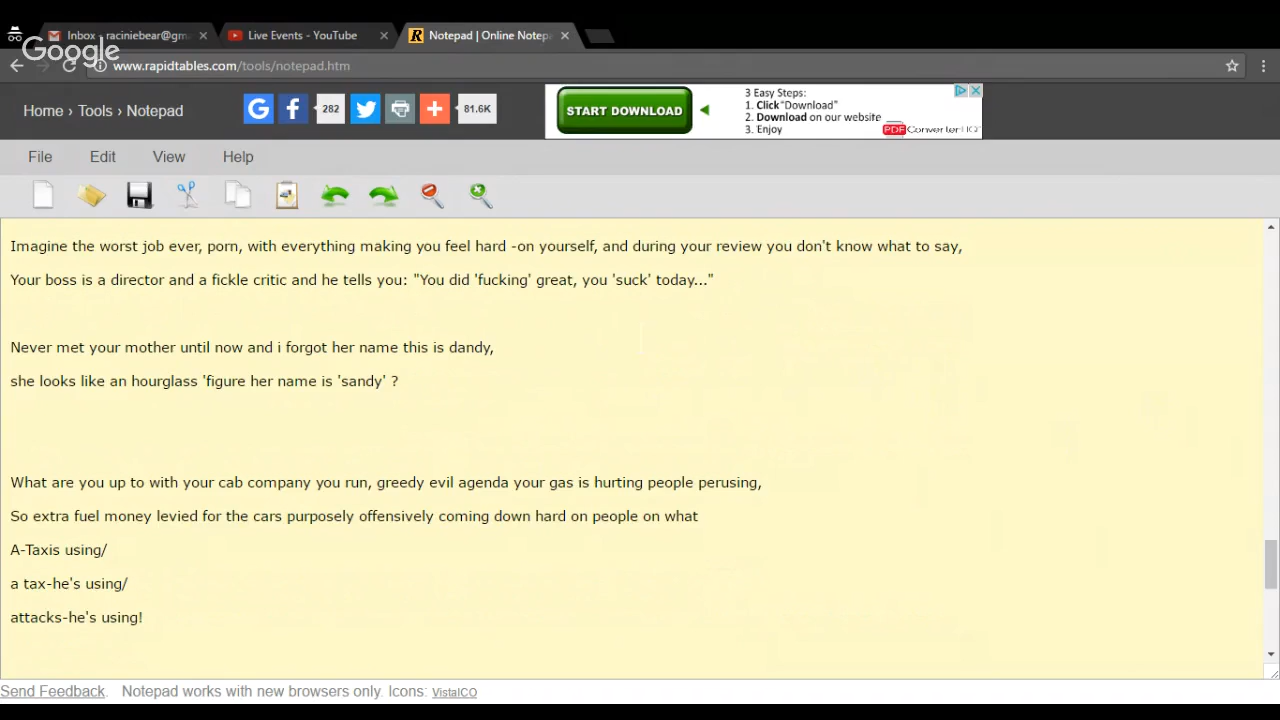 Inbox - raciniebear@gm
Live Events - YouTube
Notepad | Online Notep
Google
www.rapidtables.com/tools/notepad.htm
Home › Tools › Notepad
282
81.6K
START DOWNLOAD
3 Easy Steps:
1. Click"Download"
2. Download on our website
3. Enjoy
PDF ConverterHQ
File Edit View Help
Imagine the worst job ever, porn, with everything making you feel hard -on yourself, and during your review you don't know what to say,
Your boss is a director and a fickle critic and he tells you: "You did 'fucking' great, you 'suck' today..."
Never met your mother until now and i forgot her name this is dandy,
she looks like an hourglass 'figure her name is 'sandy' ?
What are you up to with your cab company you run, greedy evil agenda your gas is hurting people perusing,
So extra fuel money levied for the cars purposely offensively coming down hard on people on what
A-Taxis using/
a tax-he's using/
attacks-he's using!
Send Feedback. Notepad works with new browsers only. Icons: VistaICO